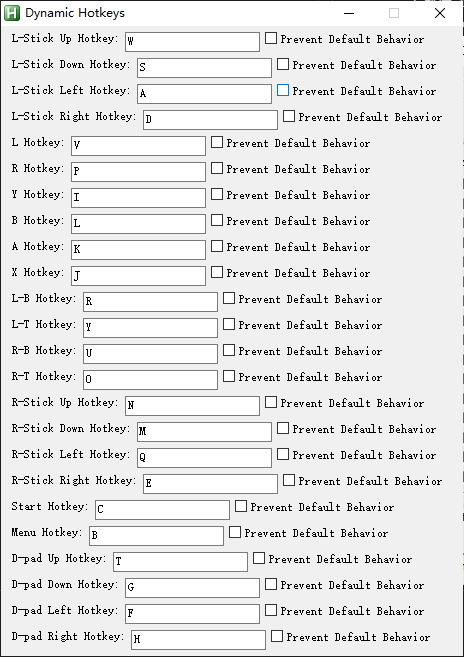 Dynamic Hotkeys
L-Stick Up Hotkey: W Prevent Default Behavior
L-Stick Down Hotkey: S Prevent Default Behavior
L-Stick Left Hotkey: A Prevent Default Behavior
L-Stick Right Hotkey: D Prevent Default Behavior
L Hotkey: V Prevent Default Behavior
R Hotkey: P Prevent Default Behavior
Y Hotkey: I Prevent Default Behavior
B Hotkey: L Prevent Default Behavior
A Hotkey: K Prevent Default Behavior
X Hotkey: J Prevent Default Behavior
L-B Hotkey: R Prevent Default Behavior
L-T Hotkey: Y Prevent Default Behavior
R-B Hotkey: U Prevent Default Behavior
R-T Hotkey: O Prevent Default Behavior
R-Stick Up Hotkey: N Prevent Default Behavior
R-Stick Down Hotkey: M Prevent Default Behavior
R-Stick Left Hotkey: Q Prevent Default Behavior
R-Stick Right Hotkey: E Prevent Default Behavior
Start Hotkey: C Prevent Default Behavior
Menu Hotkey: B Prevent Default Behavior
D-pad Up Hotkey: T Prevent Default Behavior
D-pad Down Hotkey: G Prevent Default Behavior
D-pad Left Hotkey: F Prevent Default Behavior
D-pad Right Hotkey: H Prevent Default Behavior